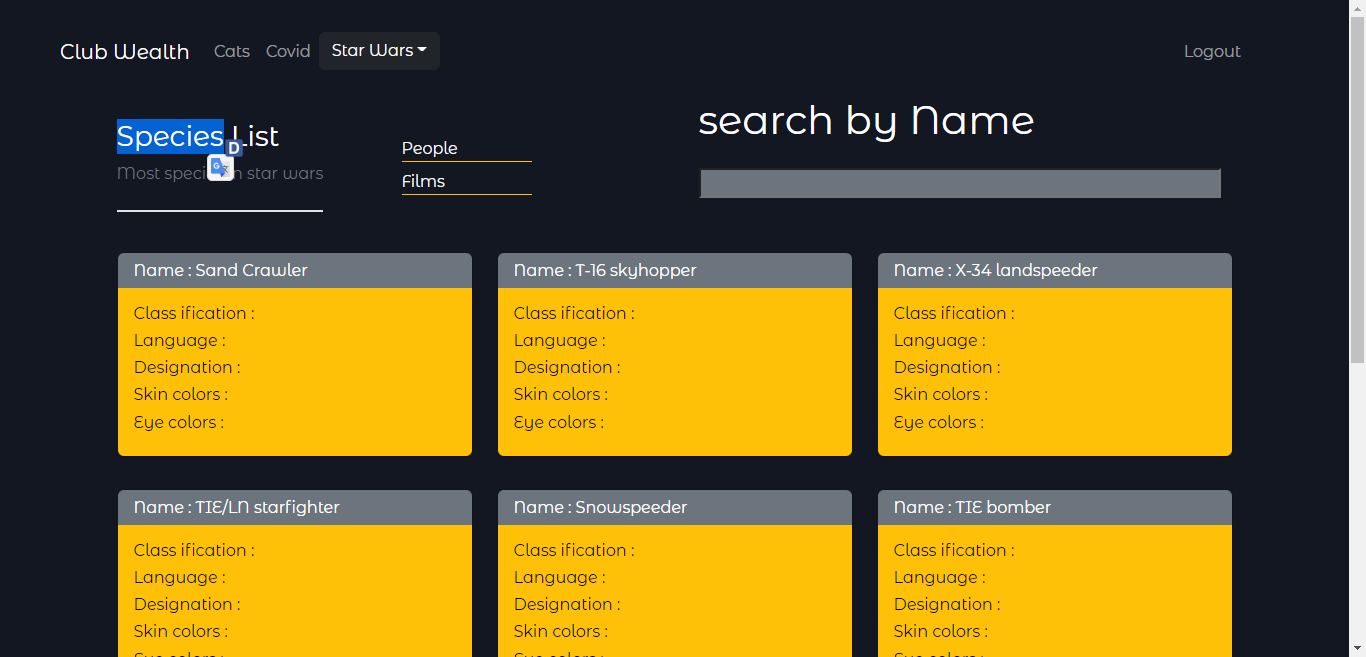 Club Wealth Cats Covid Star Wars Logout
Species List
Most speci n star wars
People
Films
search by Name
Name : Sand Crawler
Class ification :
Language :
Designation :
Skin colors :
Eye colors :
Name : T-16 skyhopper
Class ification :
Language :
Designation :
Skin colors :
Eye colors :
Name : X-34 landspeeder
Class ification :
Language :
Designation :
Skin colors :
Eye colors :
Name : TIE/LN starfighter
Class ification :
Language :
Designation :
Skin colors :
Name : Snowspeeder
Class ification :
Language :
Designation :
Skin colors :
Name : TIE bomber
Class ification :
Language :
Designation :
Skin colors :